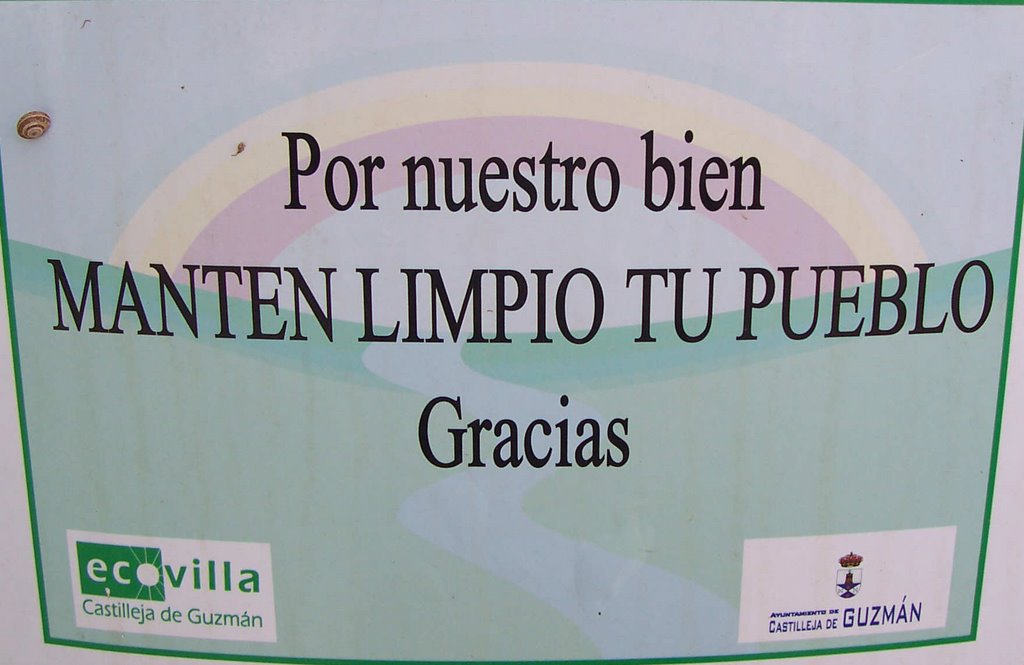 Por nuestro bien
MANTEN LIMPIO TU PUEBLO
Gracias
ecovilla
Castilleja de Guzmán
AYUNTAMIENTO DE
CASTILLEJA DE GUZMÁN